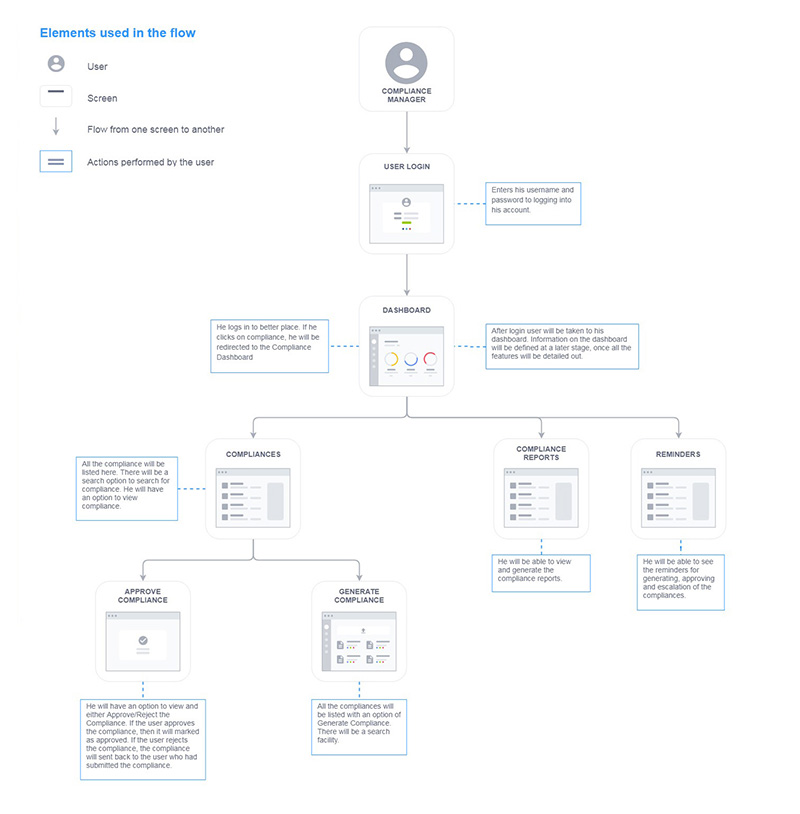 Elements used in the flow
User
Screen
Flow from one screen to another
Actions performed by the user
COMPLIANCE
MANAGER
USER LOGIN
Enters his username and
password to logging into
his account.
DASHBOARD
He logs in to better place. If he
clicks on compliance, he will be
redirected to the Compliance
Dashboard
After login user will be taken to his
dashboard. Information on the dashboard
will be defined at a later stage, once all the
features will be detailed out.
COMPLIANCES
All the compliance will be
listed here. There will be a
search option to search for
compliance. He will have
an option to view
compliance.
COMPLIANCE
REPORTS
He will be able to view
and generate the
compliance reports.
REMINDERS
He will be able to see
the reminders for
generating, approving
and escalation of the
compliances.
APPROVE
COMPLIANCE
He will have an option to view and
either Approve/Reject the
Compliance. If the user approves
the compliance, then it will marked
as approved. If the user rejects
the compliance, the compliance
will sent back to the user who had
submitted the compliance.
GENERATE
COMPLIANCE
All the compliances will
be listed with an option of
Generate Compliance.
There will be a search
facility.